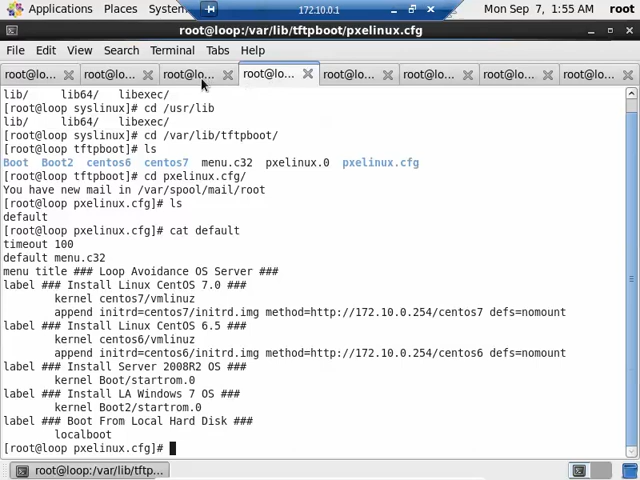 Applications Places System 172.10.0.1 Mon Sep 7, 1:55 AM root
root@loop:/var/lib/tftpboot/pxelinux.cfg
File Edit View Search Terminal Tabs Help
root@lo... root@lo... root@lo... root@lo... root@lo... root@lo... root@lo... root@lo...
lib/ lib64/ libexec/
[root@loop syslinux]# cd /usr/lib
lib/ lib64/ libexec/
[root@loop syslinux]# cd /var/lib/tftpboot/
[root@loop tftpboot]# ls
Boot Boot2 centos6 centos7 menu.c32 pxelinux.0 pxelinux.cfg
[root@loop tftpboot]# cd pxelinux.cfg/
You have new mail in /var/spool/mail/root
[root@loop pxelinux.cfg]# ls
default
[root@loop pxelinux.cfg]# cat default
timeout 100
default menu.c32
menu title ### Loop Avoidance OS Server ###
label ### Install Linux CentOS 7.0 ###
kernel centos7/vmlinuz
append initrd=centos7/initrd.img method=http://172.10.0.254/centos7 defs=nomount
label ### Install Linux CentOS 6.5 ###
kernel centos6/vmlinuz
append initrd=centos6/initrd.img method=http://172.10.0.254/centos6 defs=nomount
label ### Install Server 2008R2 OS ###
kernel Boot/startrom.0
label ### Install LA Windows 7 OS ###
kernel Boot2/startrom.0
label ### Boot From Local Hard Disk ###
localboot
[root@loop pxelinux.cfg]#
root@loop:/var/lib/tftp...